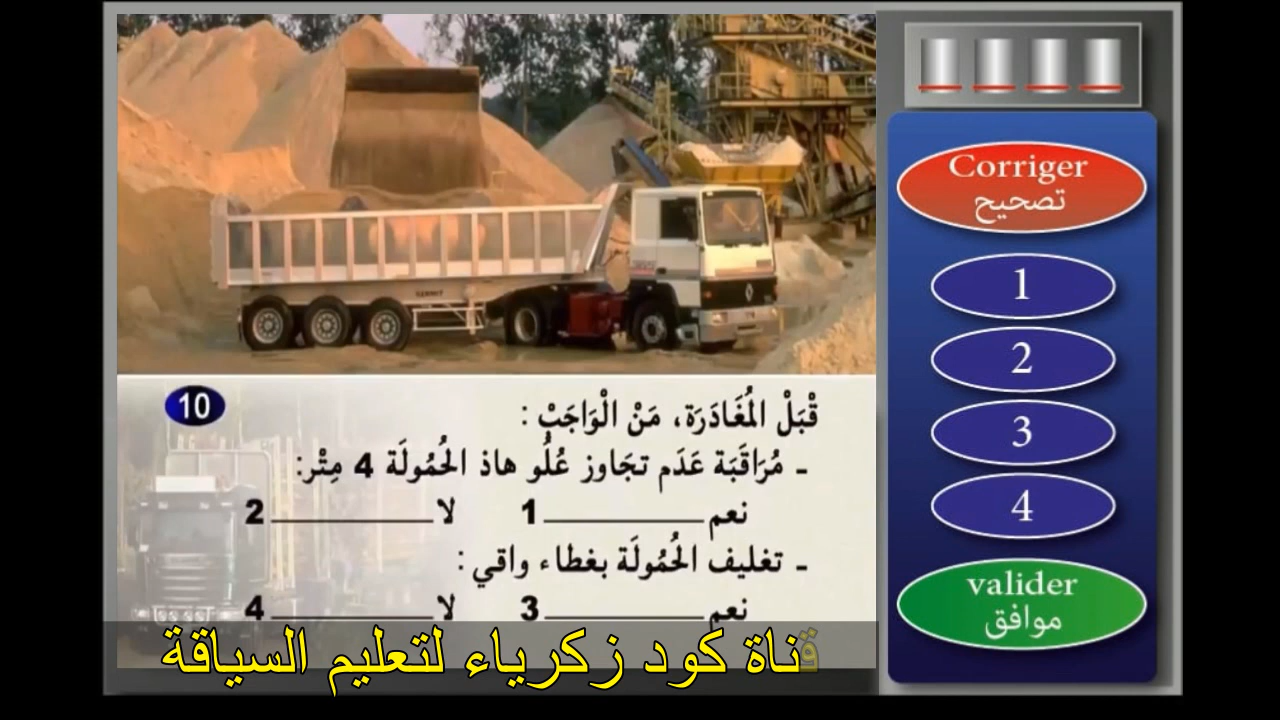 10
قْبَلْ الْمُغَادَرَة، مَنْ الْوَاجَبْ :
- مُرَاقَبَة عَدَم تجَاوز عُلُو هاذ الحُمُولَة 4 مِتْر:
نعم 1 لا 2
- تغليف الحُمُولَة بغطاء واقي :
نعم 3 لا 4
قناة كود زكرياء لتعليم السياقة
Corriger
تصحيح
1
2
3
4
valider
موافق